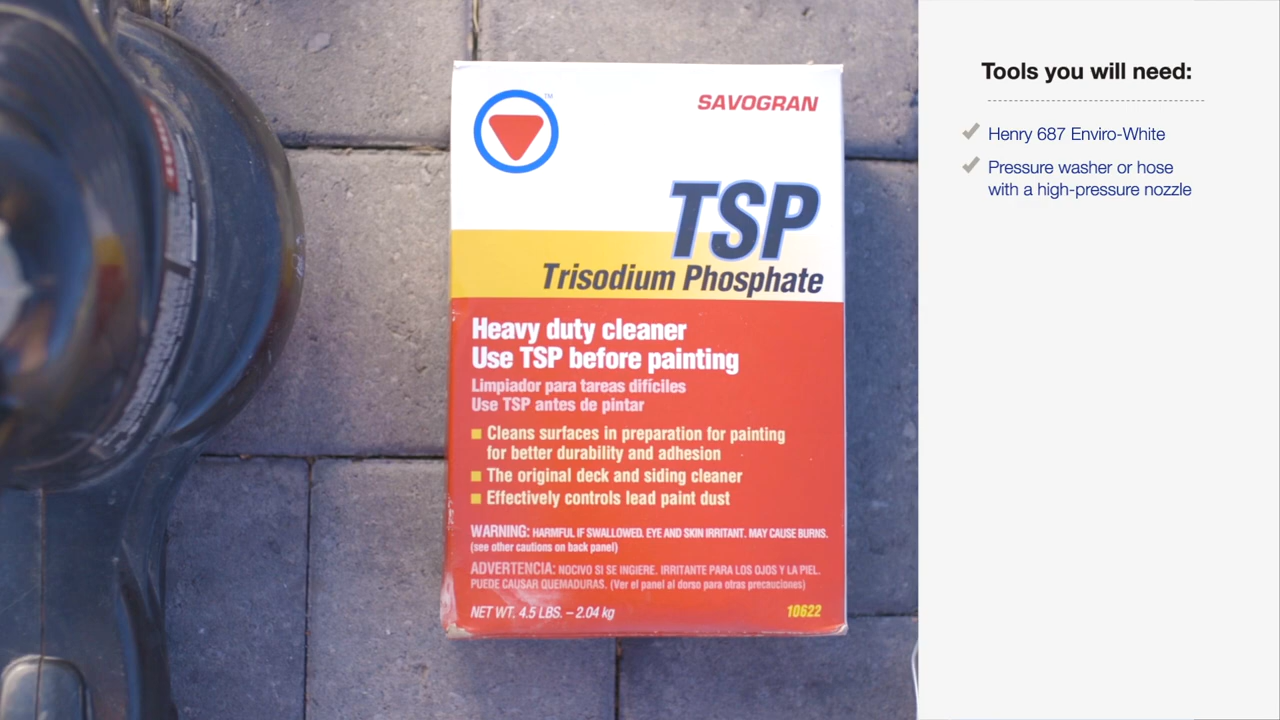 SAVOGRAN
TM
TSP
Trisodium Phosphate
Heavy duty cleaner
Use TSP before painting
Limpiador para tareas difíciles
Use TSP antes de pintar
Cleans surfaces in preparation for painting
for better durability and adhesion
The original deck and siding cleaner
Effectively controls lead paint dust
WARNING: HARMFUL IF SWALLOWED. EYE AND SKIN IRRITANT. MAY CAUSE BURNS.
(see other cautions on back panel)
ADVERTENCIA: NOCIVO SI SE INGIERE. IRRITANTE PARA LOS OJOS Y LA PIEL.
PUEDE CAUSAR QUEMADURAS. (Ver el panel al dorso para otras precauciones)
NET WT. 4.5 LBS. – 2.04 kg
10622
Tools you will need:
Henry 687 Enviro-White
Pressure washer or hose
with a high-pressure nozzle